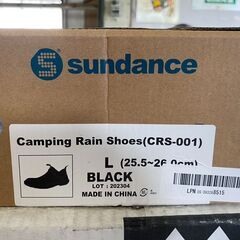 S sundance
Camping Rain Shoes(CRS-001)
L (25.5~26.0cm)
BLACK
LOT : 202304
MADE IN CHINA
LPN